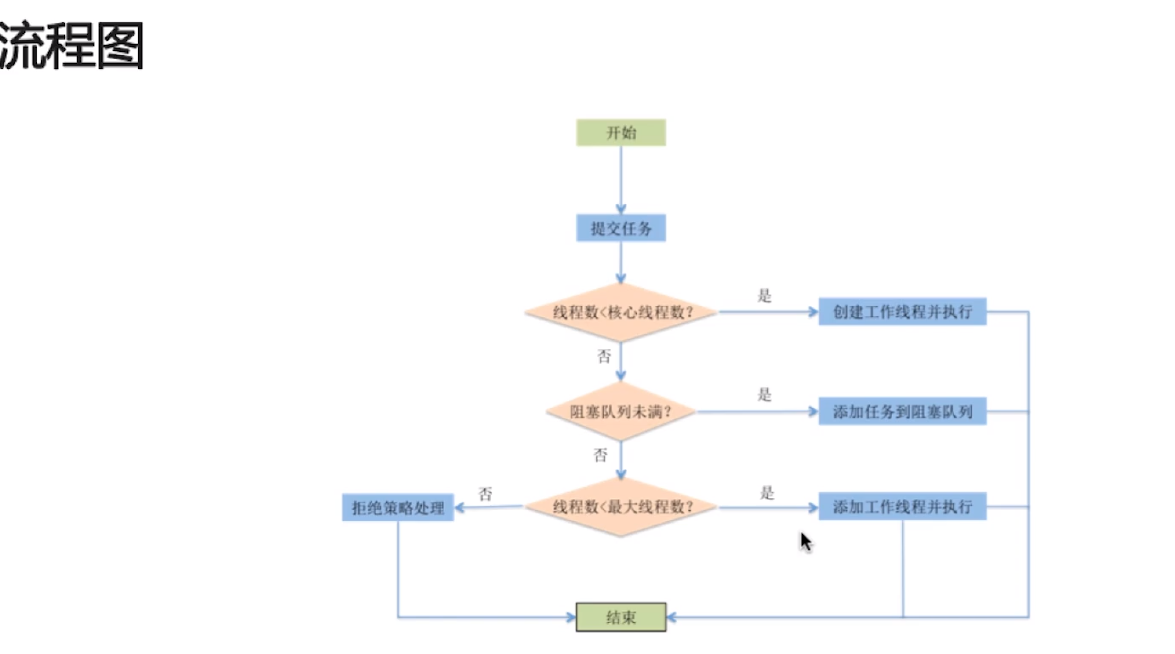 流程图
开始
提交任务
线程数<核心线程数?
是
创建工作线程并执行
否
阻塞队列未满?
是
添加任务到阻塞队列
否
线程数<最大线程数?
是
添加工作线程并执行
否
拒绝策略处理
结束